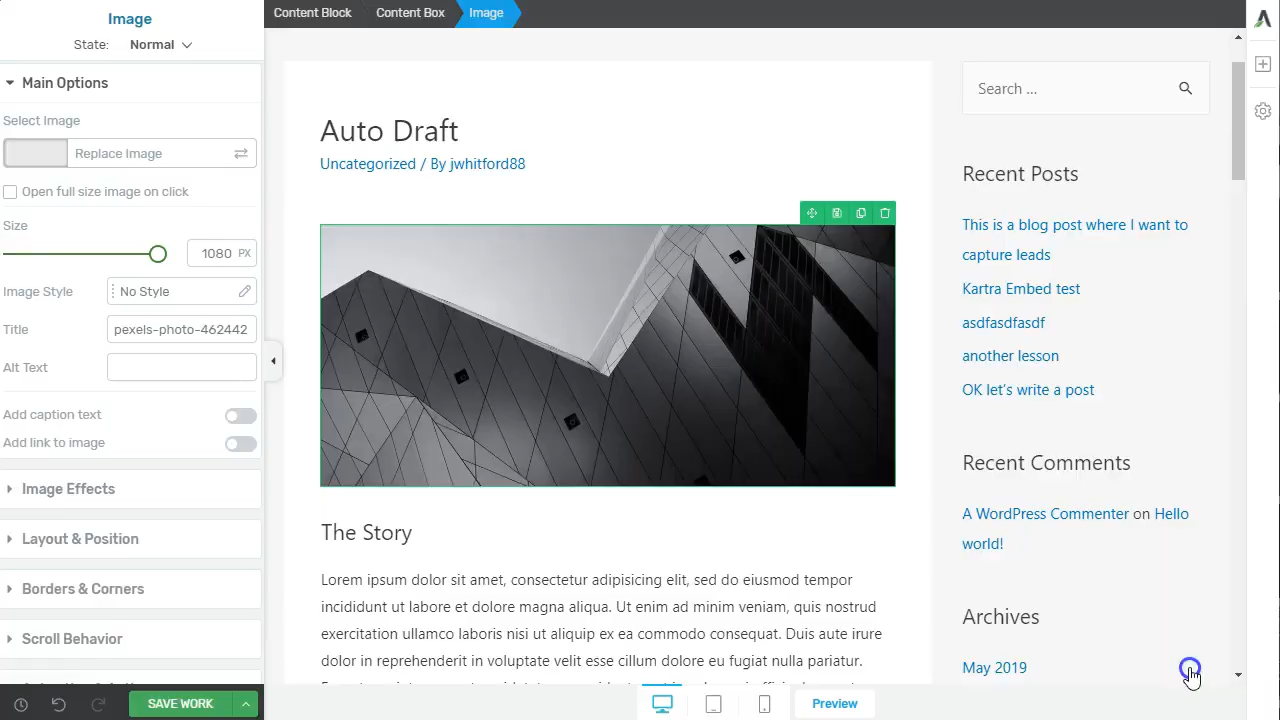 Image
State: Normal
Main Options
Select Image
Replace Image
Open full size image on click
Size
1080 PX
Image Style
No Style
Title
pexels-photo-462442
Alt Text
Add caption text
Add link to image
Image Effects
Layout & Position
Borders & Corners
Scroll Behavior
SAVE WORK
Content Block
Content Box
Image
Auto Draft
Uncategorized / By jwhitford88
The Story
Lorem ipsum dolor sit amet, consectetur adipisicing elit, sed do eiusmod tempor
incididunt ut labore et dolore magna aliqua. Ut enim ad minim veniam, quis nostrud
exercitation ullamco laboris nisi ut aliquip ex ea commodo consequat. Duis aute irure
dolor in reprehenderit in voluptate velit esse cillum dolore eu fugiat nulla pariatur.
Preview
Search ...
Recent Posts
This is a blog post where I want to
capture leads
Kartra Embed test
asdfasdfasdf
another lesson
OK let's write a post
Recent Comments
A WordPress Commenter on Hello
world!
Archives
May 2019